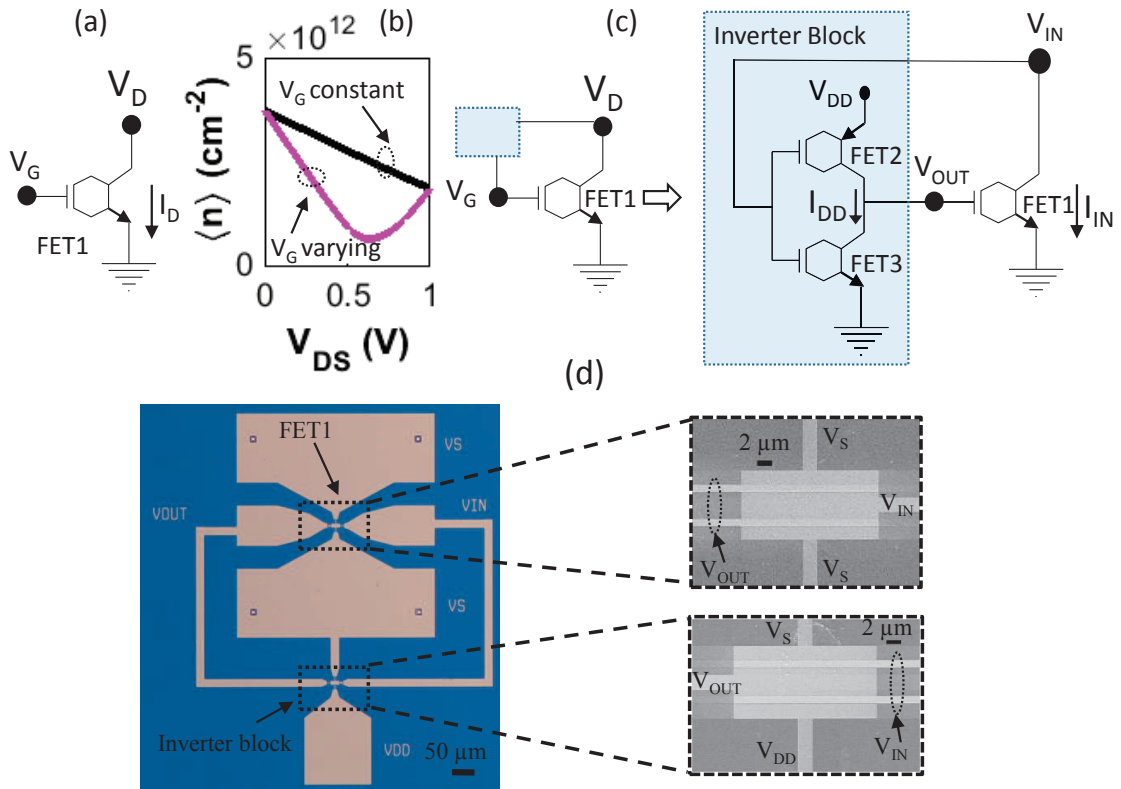 (a)
V_D
V_G
I_D
FET1
(b)
×10^12
5
0
⟨n⟩ (cm^-2)
V_G constant
V_G varying
0
0.5
1
V_DS (V)
(c)
V_D
V_G
FET1
Inverter Block
V_IN
V_DD
FET2
V_OUT
I_DD
FET1
I_IN
FET3
(d)
FET1
VS
VOUT
VIN
VS
Inverter block
VDD
50 µm
2 µm
V_S
V_IN
V_OUT
V_S
V_S
2 µm
V_OUT
V_DD
V_IN